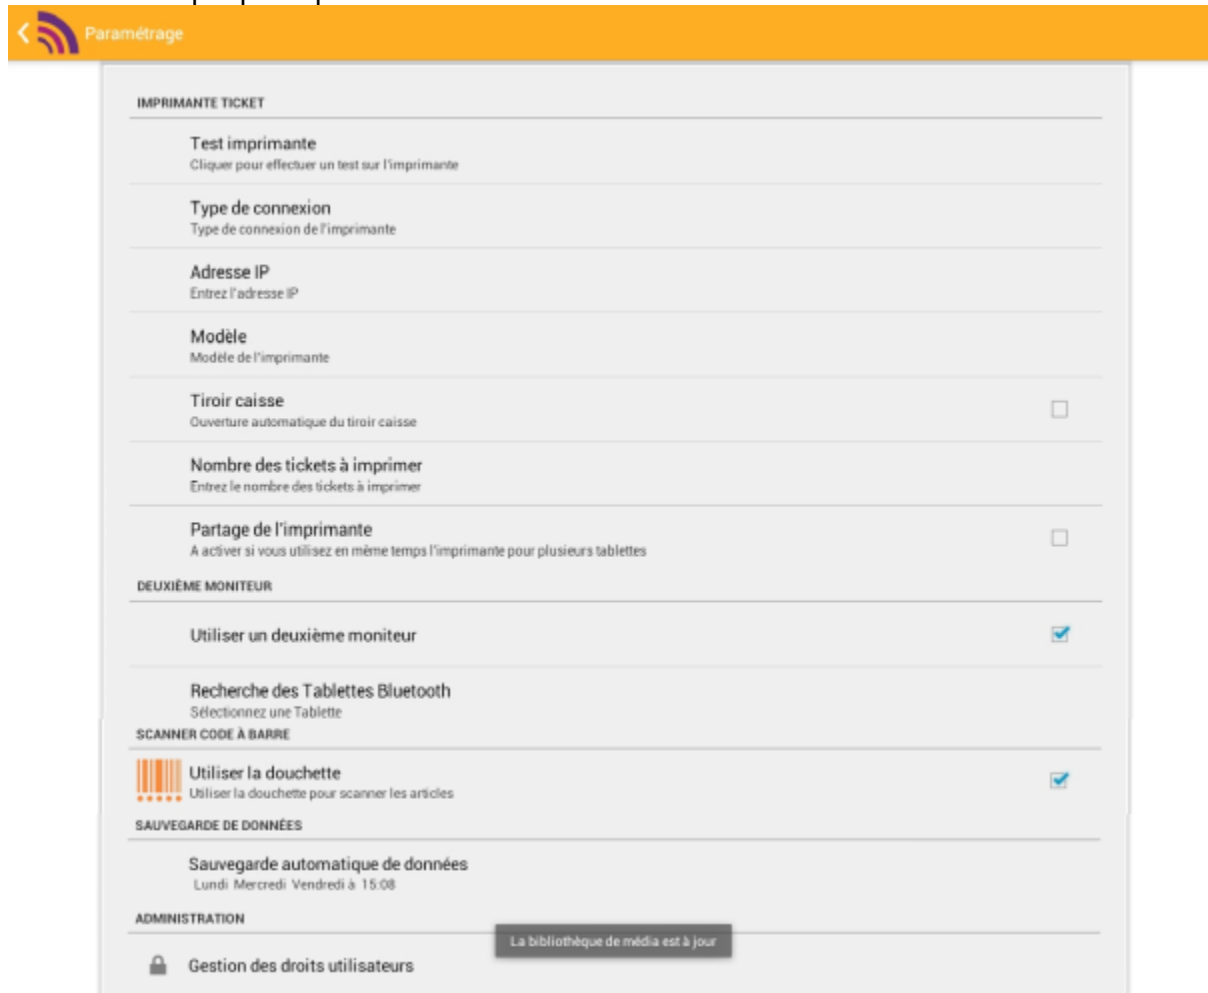 Paramétrage
IMPRIMANTE TICKET
Test imprimante
Cliquer pour effectuer un test sur l'imprimante
Type de connexion
Type de connexion de l'imprimante
Adresse IP
Entrez l'adresse IP
Modèle
Modèle de l'imprimante
Tiroir caisse
Ouverture automatique du tiroir caisse
Nombre des tickets à imprimer
Entrez le nombre des tickets à imprimer
Partage de l'imprimante
A activer si vous utilisez en même temps l'imprimante pour plusieurs tablettes
DEUXIÈME MONITEUR
Utiliser un deuxième moniteur
Recherche des Tablettes Bluetooth
Sélectionnez une Tablette
SCANNER CODE À BARRE
Utiliser la douchette
Utiliser la douchette pour scanner les articles
SAUVEGARDE DE DONNÉES
Sauvegarde automatique de données
Lundi Mercredi Vendredi à 15:08
ADMINISTRATION
La bibliothèque de média est à jour
Gestion des droits utilisateurs